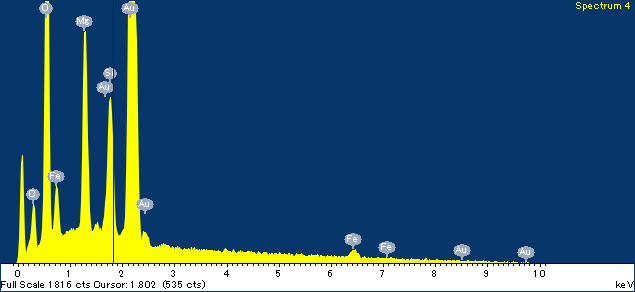 Spectrum 4
O Au
Mg
Si
Au
Fe
Au
Fe
Fe
Au
Au
0 1 2 3 4 5 6 7 8 9 10
Full Scale 1816 cts Cursor: 1.802 (535 cts) keV